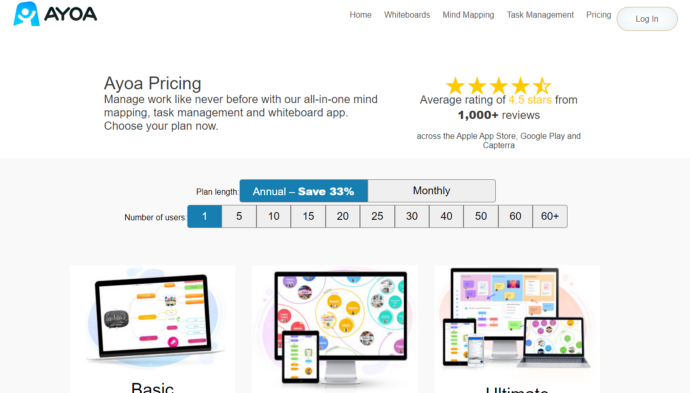 AYOA
Home Whiteboards Mind Mapping Task Management Pricing Log In
Ayoa Pricing
Manage work like never before with our all-in-one mind
mapping, task management and whiteboard app.
Choose your plan now.
Average rating of 4.5 stars from
1,000+ reviews
across the Apple App Store, Google Play and
Capterra
Plan length: Annual – Save 33% Monthly
Number of users: 1 5 10 15 20 25 30 40 50 60 60+
Basic
Ultimate